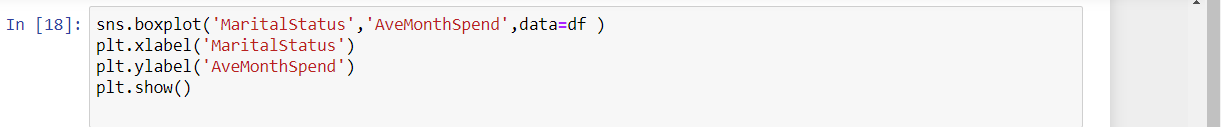 In [18]: sns.boxplot('MaritalStatus','AveMonthSpend',data=df )
plt.xlabel('MaritalStatus')
plt.ylabel('AveMonthSpend')
plt.show()